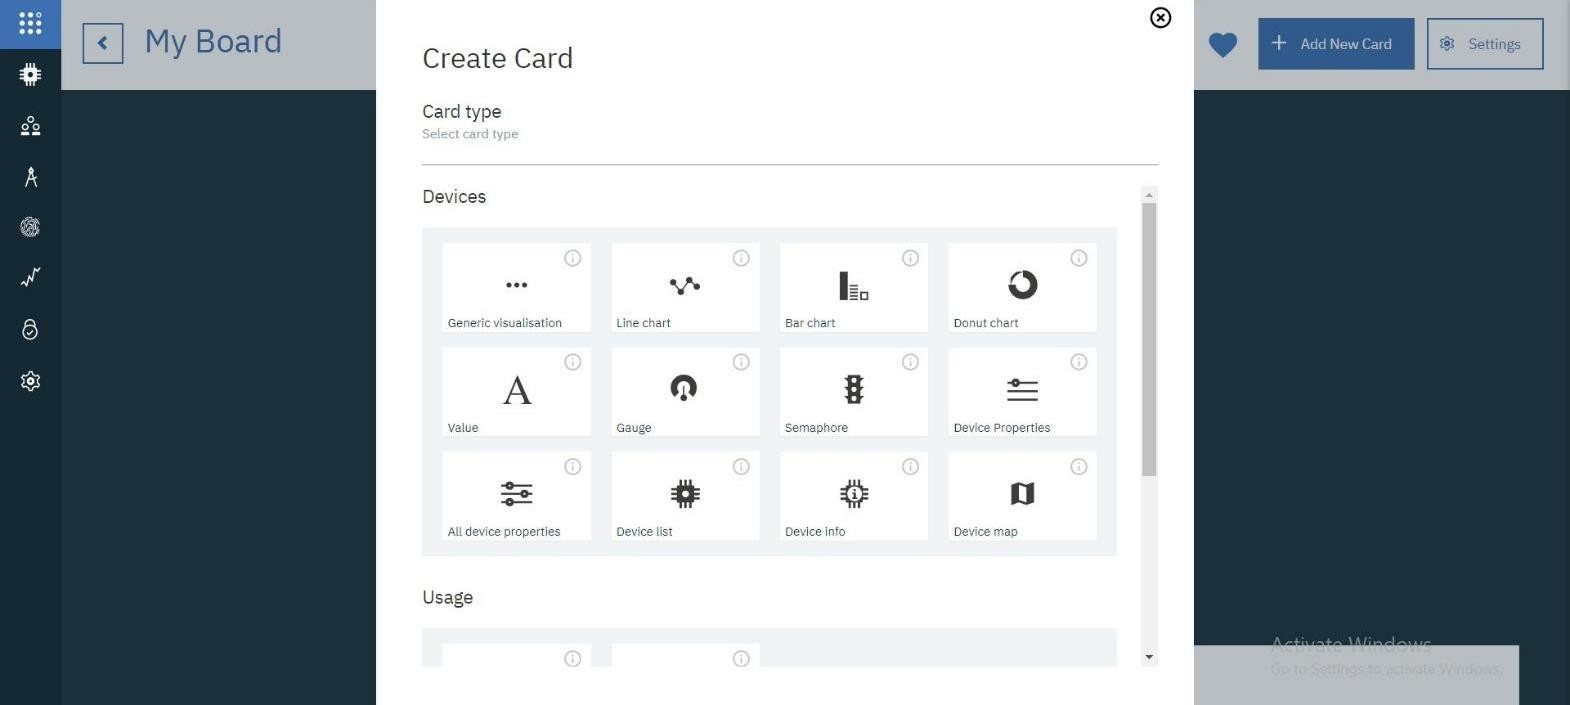 My Board
Add New Card
Settings
Create Card
Card type
Select card type
Devices
Generic visualisation
Line chart
Bar chart
Donut chart
Value
Gauge
Semaphore
Device Properties
All device properties
Device list
Device info
Device map
Usage
Activate Windows
Go to Settings to activate Windows.